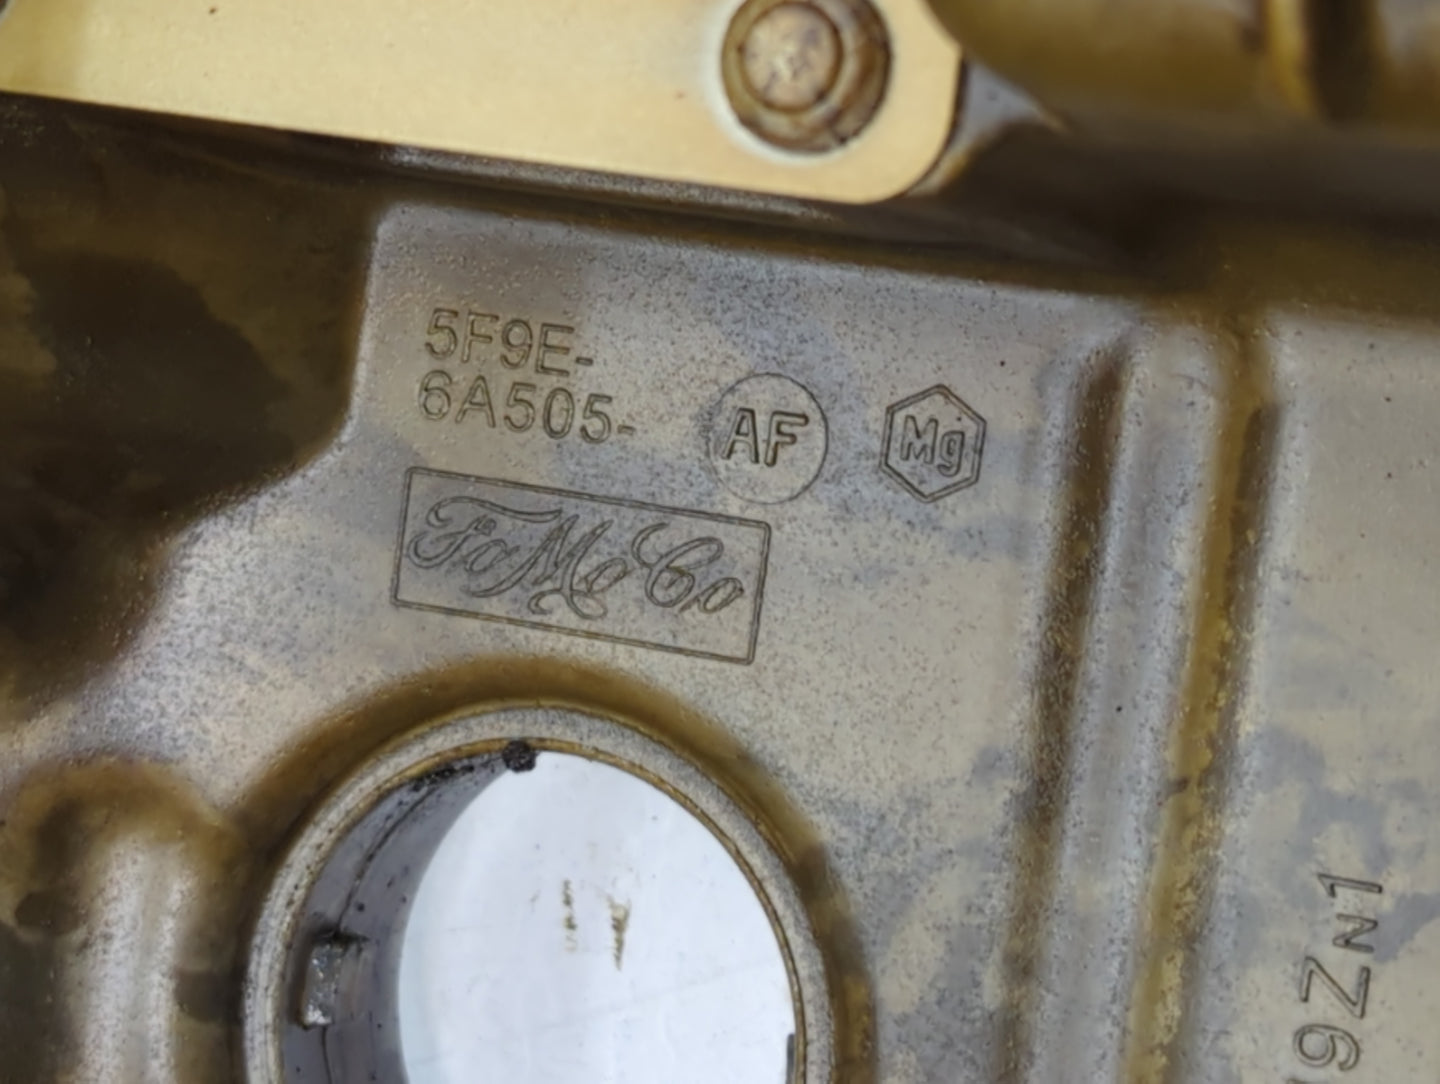 5F9E-
6A505-
AF
Mg
FoMoCo
9ZN1